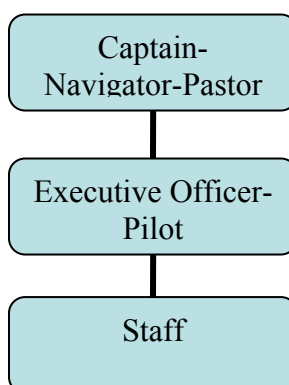 Captain-
Navigator-Pastor
Executive Officer-
Pilot
Staff